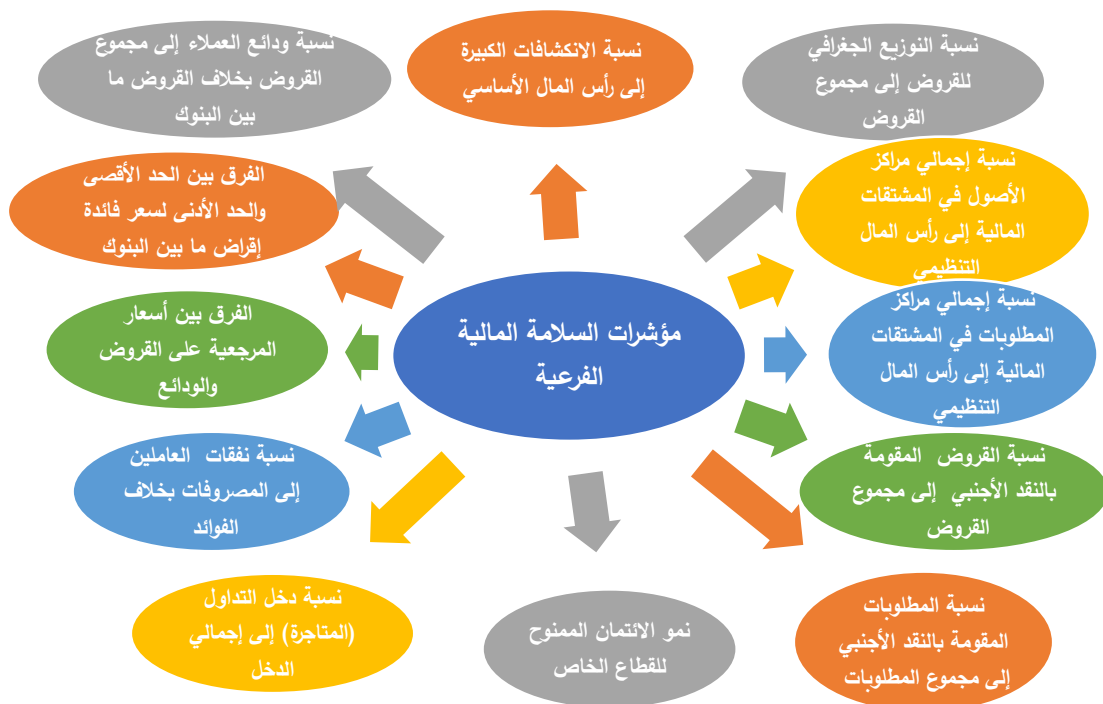 نسبة الانكشافات الكبيرة
إلى رأس المال الأساسي
نسبة التوزيع الجغرافي
للقروض إلى مجموع
القروض
نسبة إجمالي مراكز
الأصول في المشتقات
المالية إلى رأس المال
التنظيمي
نسبة إجمالي مراكز
المطلوبات في المشتقات
المالية إلى رأس المال
التنظيمي
نسبة القروض المقومة
بالنقد الأجنبي إلى مجموع
القروض
نسبة المطلوبات
المقومة بالنقد الأجنبي
إلى مجموع المطلوبات
نمو الائتمان الممنوح
للقطاع الخاص
نسبة دخل التداول
(المتاجرة) إلى إجمالي
الدخل
نسبة نفقات العاملين
إلى المصروفات بخلاف
الفوائد
الفرق بين أسعار
المرجعية على القروض
والودائع
الفرق بين الحد الأقصى
والحد الأدنى لسعر فائدة
إقراض ما بين البنوك
نسبة ودائع العملاء إلى مجموع
القروض بخلاف القروض ما
بين البنوك
مؤشرات السلامة المالية
الفرعية